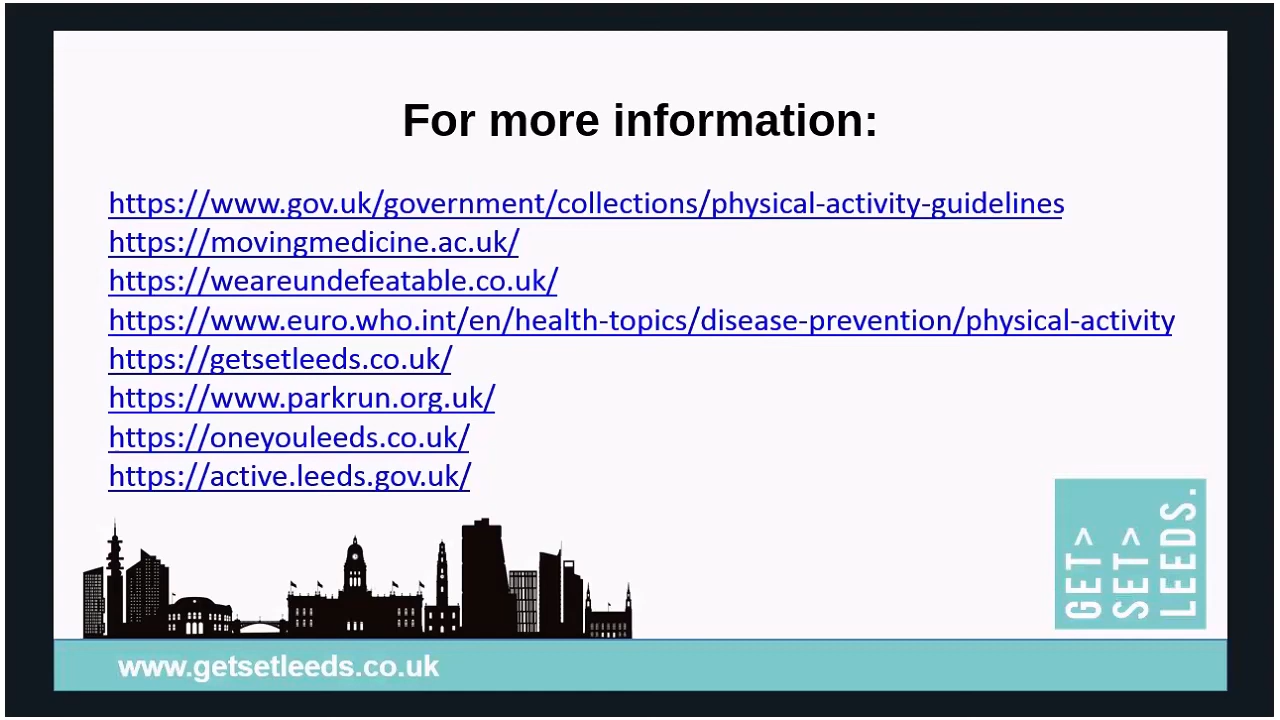 For more information:
https://www.gov.uk/government/collections/physical-activity-guidelines
https://movingmedicine.ac.uk/
https://weareundefeatable.co.uk/
https://www.euro.who.int/en/health-topics/disease-prevention/physical-activity
https://getsetleeds.co.uk/
https://www.parkrun.org.uk/
https://oneyouleeds.co.uk/
https://active.leeds.gov.uk/
GET>
SET>
LEEDS.
www.getsetleeds.co.uk